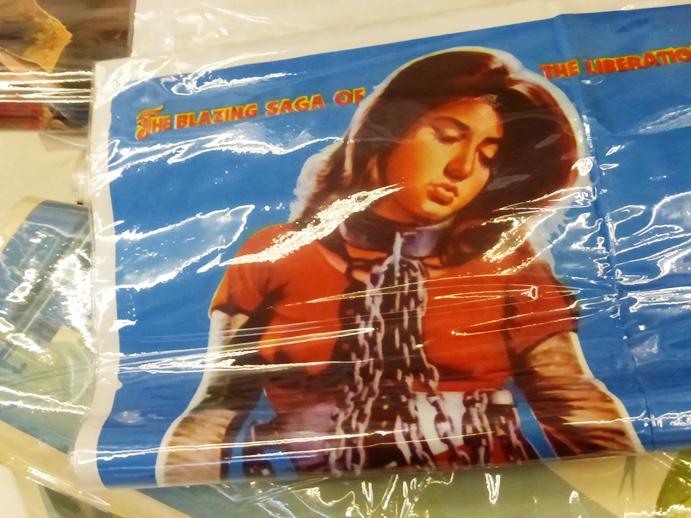 THE BLAZING SAGA OF
THE LIBERATIO